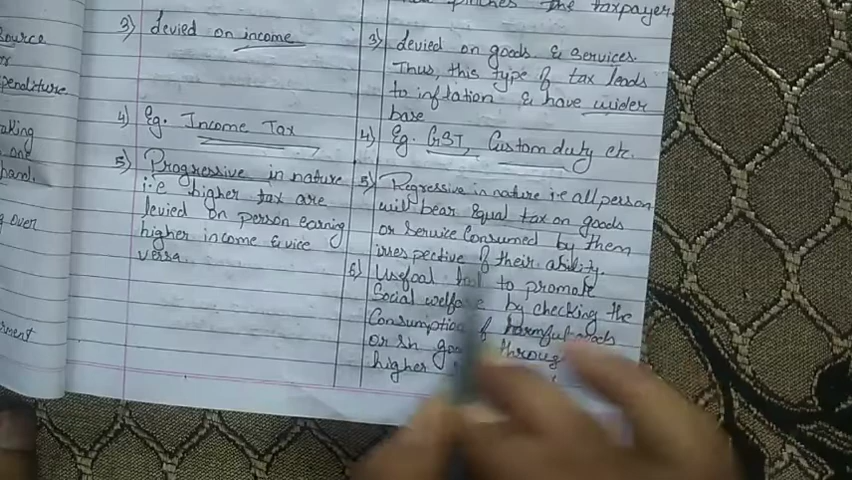 the taxpayer
source
penditure
aking
one
hand.
over
3) Levied on income
4) Eg. Income Tax
5) Progressive in nature
i.e higher tax are
levied on person earning
higher income & vice
versa.
3) Levied on goods & services.
Thus, this type of tax leads
to inflation & have wider
base
4) Eg. GST, Custom duty etc.
5) Regressive in nature i.e all person
will bear equal tax on goods
or service consumed by them
irrespective of their ability.
6) Useful to promote
Social welfare by checking the
Consumption of harmful
or sin
higher